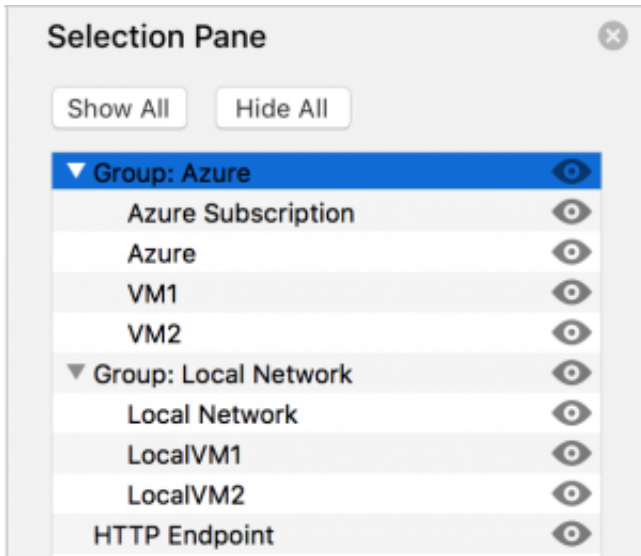 Selection Pane
Show All Hide All
Group: Azure
Azure Subscription
Azure
VM1
VM2
Group: Local Network
Local Network
LocalVM1
LocalVM2
HTTP Endpoint